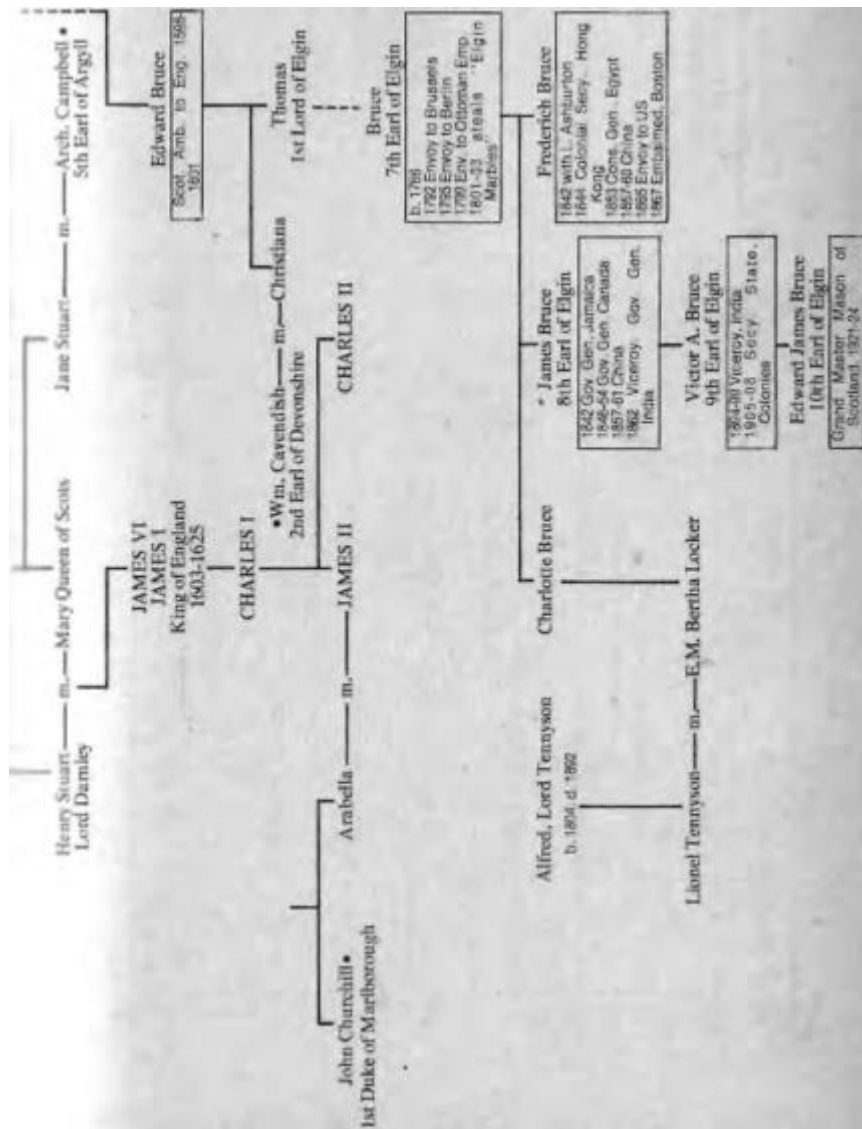 Henry Stuart — m. — Mary Queen of Scots
Lord Darnley
Jane Stuart — m. — Arch. Campbell •
5th Earl of Argyll
JAMES VI
JAMES I
King of England
1603-1625
Edward Bruce
Scot. Amb. to Eng. 1598-
1601
CHARLES I
•Wm. Cavendish — m. — Christiana
2nd Earl of Devonshire
Thomas
1st Lord of Elgin
John Churchill •
1st Duke of Marlborough
Arabella — m. — JAMES II
CHARLES II
Bruce
7th Earl of Elgin
b. 1766
1792 Envoy to Brussels
1795 Envoy to Berlin
1799 Env. to Ottoman Emp.
1801-03 steals "Elgin
Marbles"
Alfred, Lord Tennyson
b. 1804, d. 1892
Charlotte Bruce
* James Bruce
8th Earl of Elgin
1842 Gov. Gen. Jamaica
1846-54 Gov. Gen. Canada
1857-61 China
1862 Viceroy. Gov. Gen.
India
Frederich Bruce
1842 with L. Ashburton
1844 Colonial Secy. Hong
Kong
1853 Cons. Gen. Egypt
1857-60 China
1865 Envoy to US
1867 Embalmed, Boston
Lionel Tennyson — m. — E.M. Bertha Locker
Victor A. Bruce
9th Earl of Elgin
Viceroy, India
1905-08 Secy. State,
Colonies
Edward James Bruce
10th Earl of Elgin
Grand Master Mason of
Scotland, 1921-24